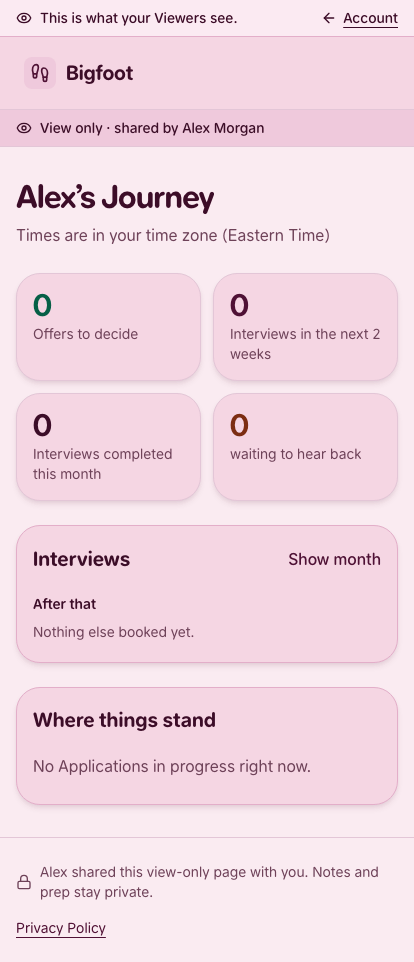 This is what your Viewers see.
← Account
Bigfoot
View only · shared by Alex Morgan
Alex’s Journey
Times are in your time zone (Eastern Time)
0
Offers to decide
0
Interviews in the next 2
weeks
0
Interviews completed
this month
0
waiting to hear back
Interviews
Show month
After that
Nothing else booked yet.
Where things stand
No Applications in progress right now.
Alex shared this view-only page with you. Notes and
prep stay private.
Privacy Policy